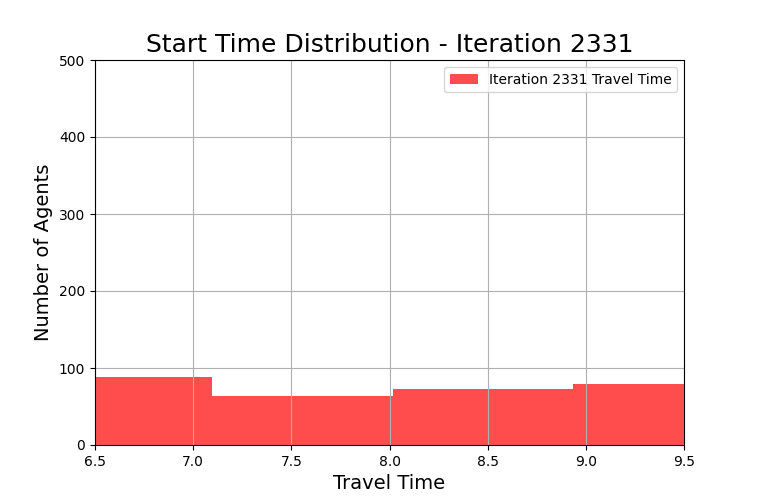 Start Time Distribution - Iteration 2331
Iteration 2331 Travel Time
Number of Agents
500
400
300
200
100
0
6.5 7.0 7.5 8.0 8.5 9.0 9.5
Travel Time